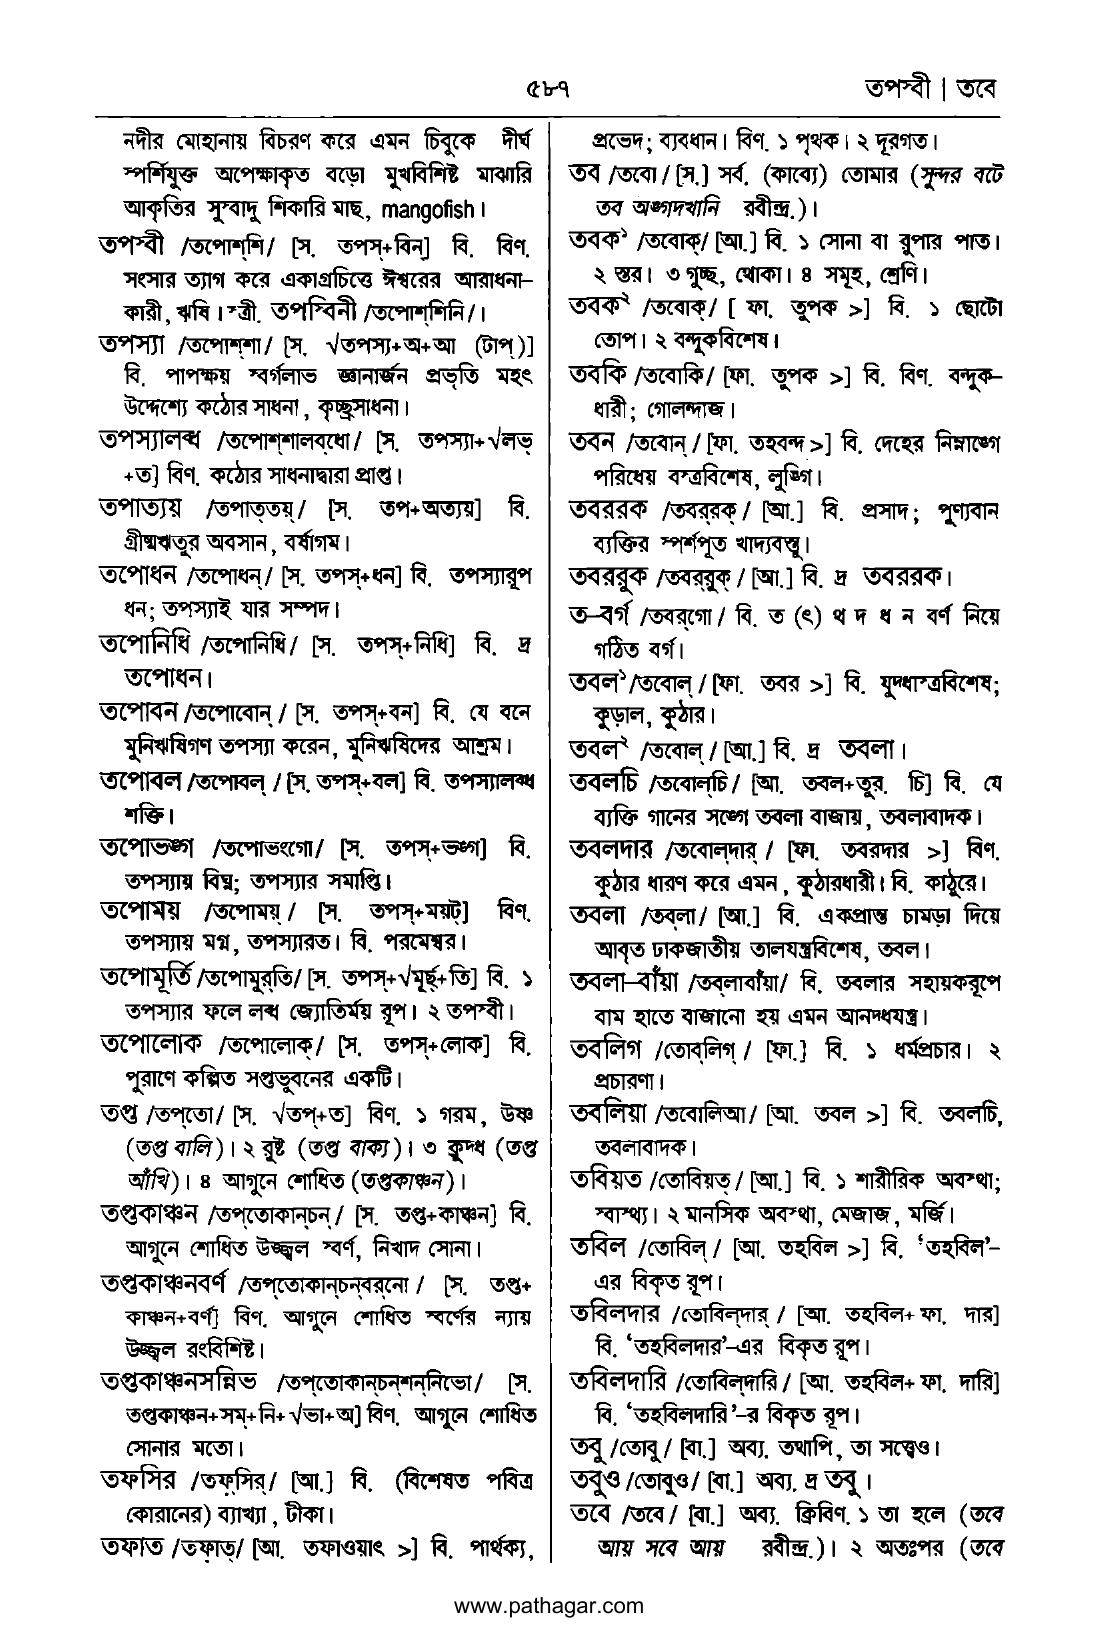 ৫৮৭
তপস্বী | তবে
নদীর মোহানায় বিচরণ করে এমন চিবুকে দীর্ঘ
স্পর্শিযুক্ত অপেক্ষাকৃত বড়ো মুখবিশিষ্ট মাঝারি
আকৃতির সুস্বাদু শিকারি মাছ, mangofish।
তপস্বী /তপোশ্‌শি/ [স. তপস্‌+বিন্‌] বি. বিণ.
সংসার ত্যাগ করে একাগ্রচিত্তে ঈশ্বরের আরাধনা-
কারী, ঋষি। স্ত্রী. তপস্বিনী /তপোশ্‌শিনি/।
তপস্যা /তপোশ্‌শা/ [স. √তপস্য+অ+আ (টাপ্‌)]
বি. পাপক্ষয় স্বর্গলাভ জ্ঞানার্জন প্রভৃতি মহৎ
উদ্দেশ্যে কঠোর সাধনা, কৃচ্ছ্রসাধনা।
তপস্যালব্ধ /তপোশ্‌শালব্‌ধো/ [স. তপস্যা+√লভ্‌
+ত] বিণ. কঠোর সাধনাদ্বারা প্রাপ্ত।
তপাত্যয় /তপাত্‌তয়্‌/ [স. তপ+অত্যয়] বি.
গ্রীষ্মঋতুর অবসান, বর্ষাগম।
তপোধন /তপোধন্‌/ [স. তপস্‌+ধন] বি. তপস্যারূপ
ধন; তপস্যাই যার সম্পদ।
তপোনিধি /তপোনিধি/ [স. তপস্‌+নিধি] বি. দ্র
তপোধন।
তপোবন /তপোবোন্‌/ [স. তপস্‌+বন] বি. যে বনে
মুনিঋষিগণ তপস্যা করেন, মুনিঋষিদের আশ্রম।
তপোবল /তপোবল্‌/ [স. তপস্‌+বল] বি. তপস্যালব্ধ
শক্তি।
তপোভঙ্গ /তপোভংগো/ [স. তপস্‌+ভঙ্গ] বি.
তপস্যায় বিঘ্ন; তপস্যার সমাপ্তি।
তপোময় /তপোময়্‌/ [স. তপস্‌+ময়ট্‌] বিণ.
তপস্যায় মগ্ন, তপস্যারত। বি. পরমেশ্বর।
তপোমূর্তি /তপোমুর্‌তি/ [স. তপস্‌+√মূর্ছ্‌+তি] বি. ১
তপস্যার ফলে লব্ধ জ্যোতির্ময় রূপ। ২ তপস্বী।
তপোলোক /তপোলোক্‌/ [স. তপস্‌+লোক] বি.
পুরাণে কল্পিত সপ্তভুবনের একটি।
তপ্ত /তপ্‌তো/ [স. √তপ্‌+ত] বিণ. ১ গরম, উষ্ণ
(তপ্ত বালি)। ২ রুষ্ট (তপ্ত বাক্য)। ৩ ক্রুদ্ধ (তপ্ত
আঁখি)। ৪ আগুনে শোধিত (তপ্তকাঞ্চন)।
তপ্তকাঞ্চন /তপ্‌তোকান্‌চন্‌/ [স. তপ্ত+কাঞ্চন] বি.
আগুনে শোধিত উজ্জ্বল স্বর্ণ, নিখাদ সোনা।
তপ্তকাঞ্চনবর্ণ /তপ্‌তোকান্‌চন্‌বর্‌নো/ [স. তপ্ত+
কাঞ্চন+বর্ণ] বিণ. আগুনে শোধিত স্বর্ণের ন্যায়
উজ্জ্বল রংবিশিষ্ট।
তপ্তকাঞ্চনসন্নিভ /তপ্‌তোকান্‌চন্‌শন্‌নিভো/ [স.
তপ্তকাঞ্চন+সম্‌+নি+√ভা+অ] বিণ. আগুনে শোধিত
সোনার মতো।
তফসির /তফ্‌সির্‌/ [আ.] বি. (বিশেষত পবিত্র
কোরানের) ব্যাখ্যা, টীকা।
তফাত /তফাত্‌/ [আ. তফাওয়াৎ >] বি. পার্থক্য,
প্রভেদ; ব্যবধান। বিণ. ১ পৃথক। ২ দূরগত।
তব /তবো/ [স.] সর্ব. (কাব্যে) তোমার (সুন্দর বটে
তব অঙ্গদখানি রবীন্দ্র.)।
তবক১ /তবোক্‌/ [আ.] বি. ১ সোনা বা রুপার পাত।
২ স্তর। ৩ গুচ্ছ, থোকা। ৪ সমূহ, শ্রেণি।
তবক২ /তবোক্‌/ [ ফা. তুপক >] বি. ১ ছোটো
তোপ। ২ বন্দুকবিশেষ।
তবকি /তবোকি/ [ফা. তুপক >] বি. বিণ. বন্দুক-
ধারী; গোলন্দাজ।
তবন /তবোন্‌/ [ফা. তহবন্দ >] বি. দেহের নিম্নাঙ্গে
পরিধেয় বস্ত্রবিশেষ, লুঙ্গি।
তবররক /তবর্‌রক্‌/ [আ.] বি. প্রসাদ; পুণ্যবান
ব্যক্তির স্পর্শপূত খাদ্যবস্তু।
তবররুক /তবর্‌রুক্‌/ [আ.] বি. দ্র তবররক।
ত-বর্গ /তবর্‌গো/ বি. ত (ৎ) থ দ ধ ন বর্ণ নিয়ে
গঠিত বর্গ।
তবল১ /তবোল্‌/ [ফা. তবর >] বি. যুদ্ধাস্ত্রবিশেষ;
কুড়াল, কুঠার।
তবল২ /তবোল্‌/ [আ.] বি. দ্র তবলা।
তবলচি /তবোল্‌চি/ [আ. তবল+তুর. চি] বি. যে
ব্যক্তি গানের সঙ্গে তবলা বাজায়, তবলাবাদক।
তবলদার /তবোল্‌দার্‌/ [ফা. তবরদার >] বিণ.
কুঠার ধারণ করে এমন, কুঠারধারী। বি. কাঠুরে।
তবলা /তব্‌লা/ [আ.] বি. একপ্রান্ত চামড়া দিয়ে
আবৃত ঢাকজাতীয় তালযন্ত্রবিশেষ, তবল।
তবলা-বাঁয়া /তব্‌লাবাঁয়া/ বি. তবলার সহায়করূপে
বাম হাতে বাজানো হয় এমন আনদ্ধযন্ত্র।
তবলিগ /তোব্‌লিগ্‌/ [ফা.] বি. ১ ধর্মপ্রচার। ২
প্রচারণা।
তবলিয়া /তবোলিআ/ [আ. তবল >] বি. তবলচি,
তবলাবাদক।
তবিয়ত /তোবিয়ত্‌/ [আ.] বি. ১ শারীরিক অবস্থা;
স্বাস্থ্য। ২ মানসিক অবস্থা, মেজাজ, মর্জি।
তবিল /তোবিল্‌/ [আ. তহবিল >] বি. ‘তহবিল’-
এর বিকৃত রূপ।
তবিলদার /তোবিল্‌দার্‌/ [আ. তহবিল+ ফা. দার]
বি. ‘তহবিলদার’-এর বিকৃত রূপ।
তবিলদারি /তোবিল্‌দারি/ [আ. তহবিল+ ফা. দারি]
বি. ‘তহবিলদারি’-র বিকৃত রূপ।
তবু /তোবু/ [বা.] অব্য. তথাপি, তা সত্ত্বেও।
তবুও /তোবুও/ [বা.] অব্য. দ্র তবু।
তবে /তবে/ [বা.] অব্য. ক্রিবিণ. ১ তা হলে (তবে
আয় সবে আয় রবীন্দ্র.)। ২ অতঃপর (তবে
www.pathagar.com